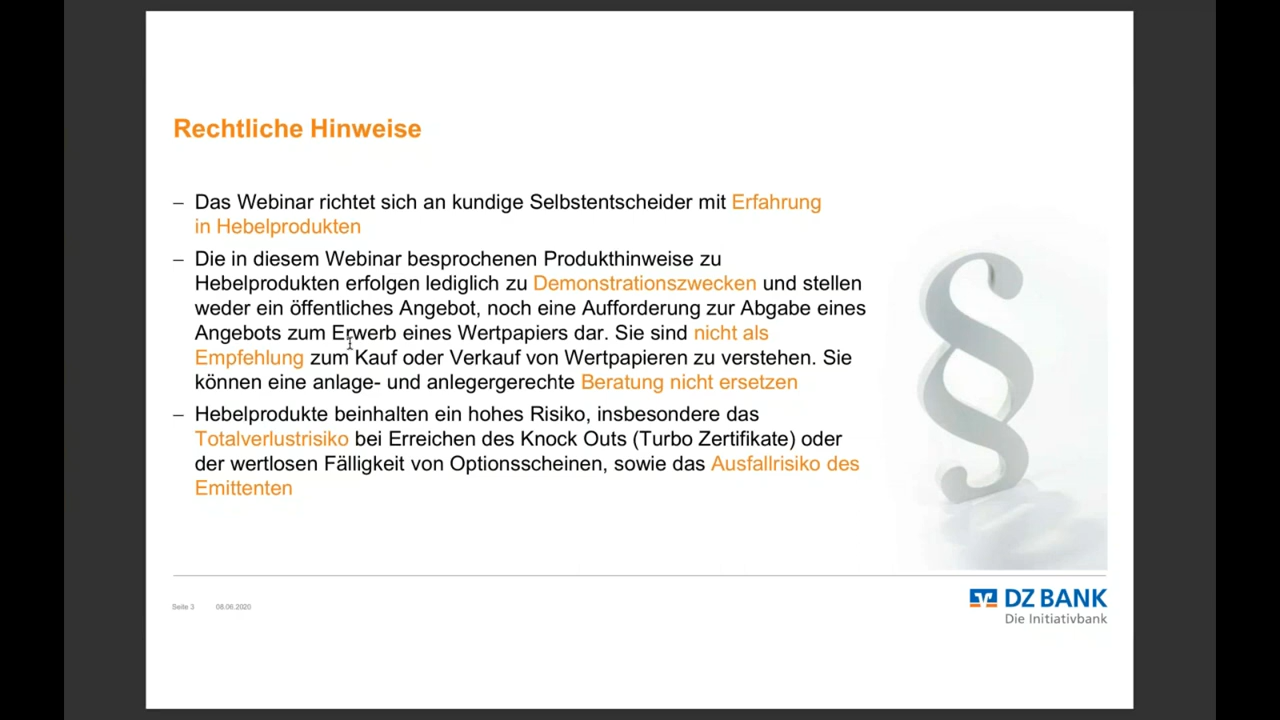 Rechtliche Hinweise
– Das Webinar richtet sich an kundige Selbstentscheider mit Erfahrung
in Hebelprodukten
– Die in diesem Webinar besprochenen Produkthinweise zu
Hebelprodukten erfolgen lediglich zu Demonstrationszwecken und stellen
weder ein öffentliches Angebot, noch eine Aufforderung zur Abgabe eines
Angebots zum Erwerb eines Wertpapiers dar. Sie sind nicht als
Empfehlung zum Kauf oder Verkauf von Wertpapieren zu verstehen. Sie
können eine anlage- und anlegergerechte Beratung nicht ersetzen
– Hebelprodukte beinhalten ein hohes Risiko, insbesondere das
Totalverlustrisiko bei Erreichen des Knock Outs (Turbo Zertifikate) oder
der wertlosen Fälligkeit von Optionsscheinen, sowie das Ausfallrisiko des
Emittenten
§
Seite 3 08.06.2020
DZ BANK
Die Initiativbank